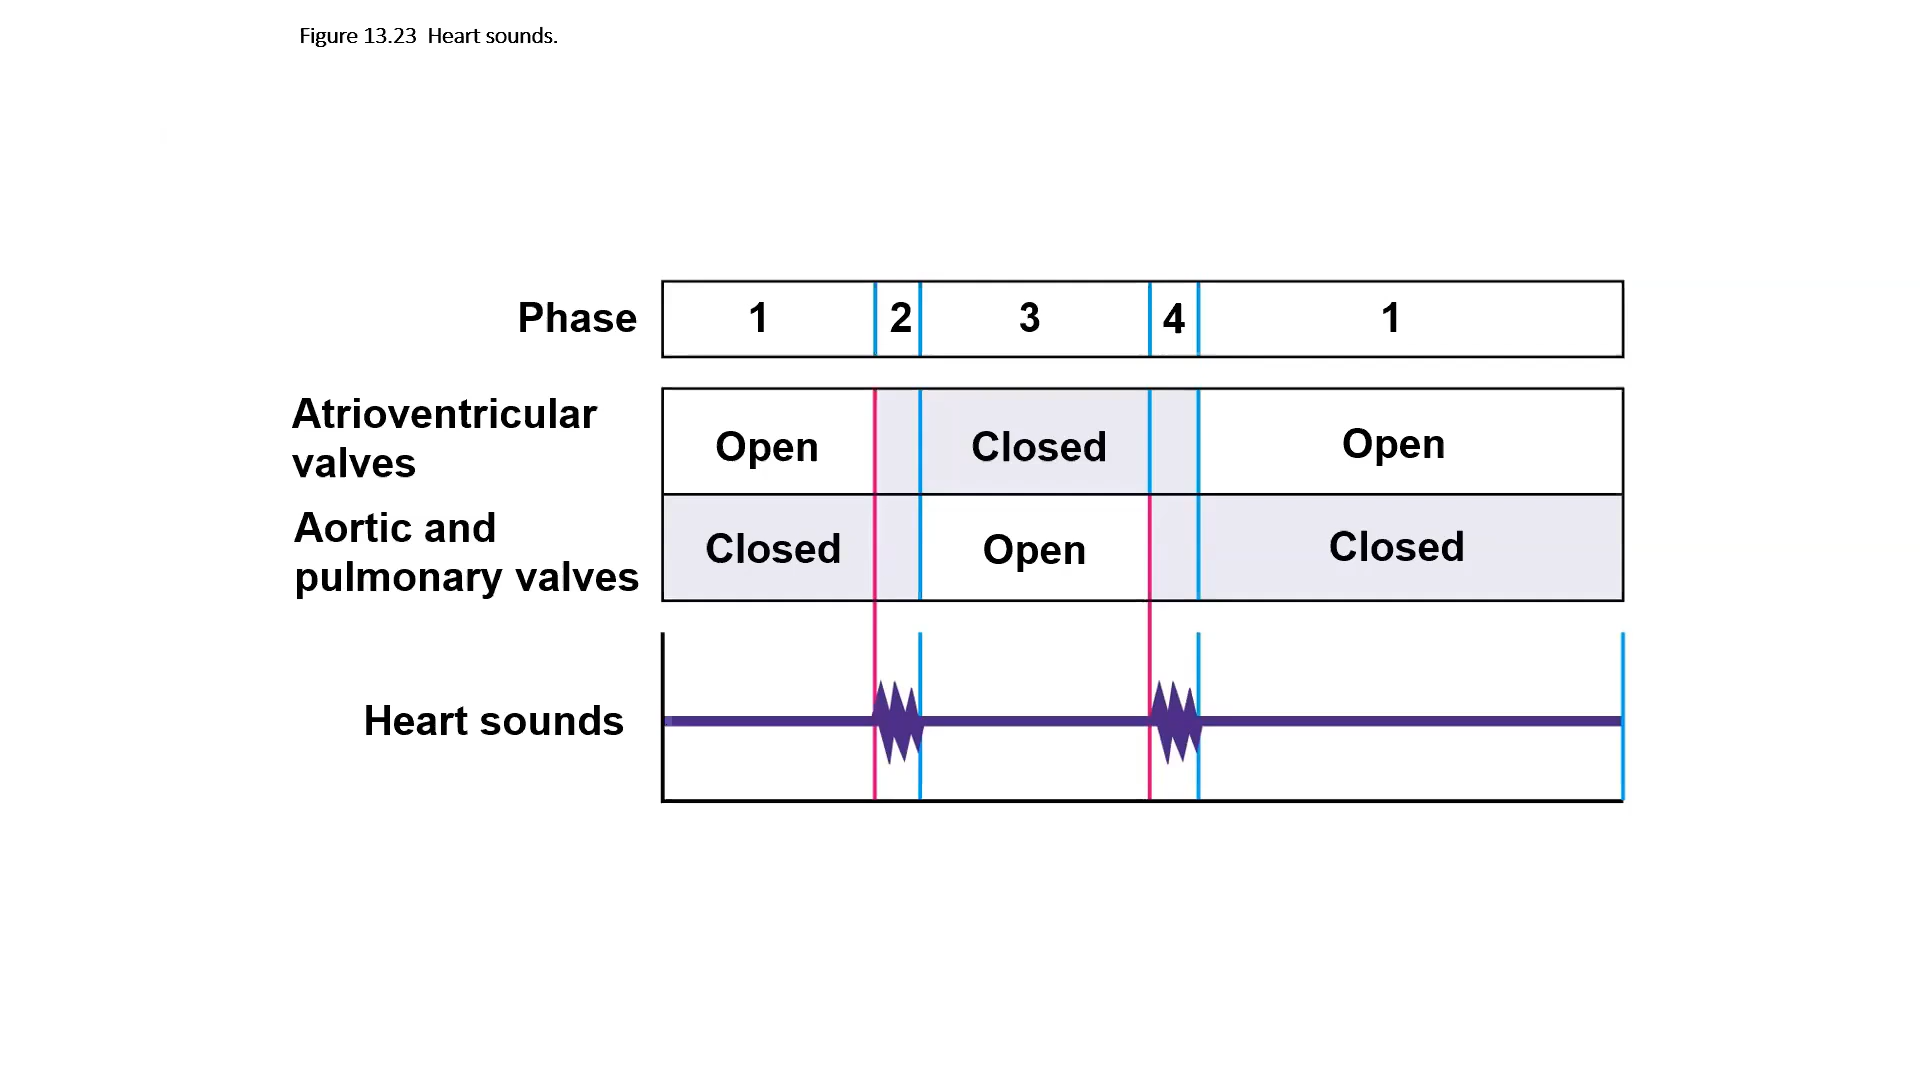 Figure 13.23  Heart sounds.
Phase 1 2 3 4 1
Atrioventricular
valves
Open Closed Open
Aortic and
pulmonary valves
Closed Open Closed
Heart sounds